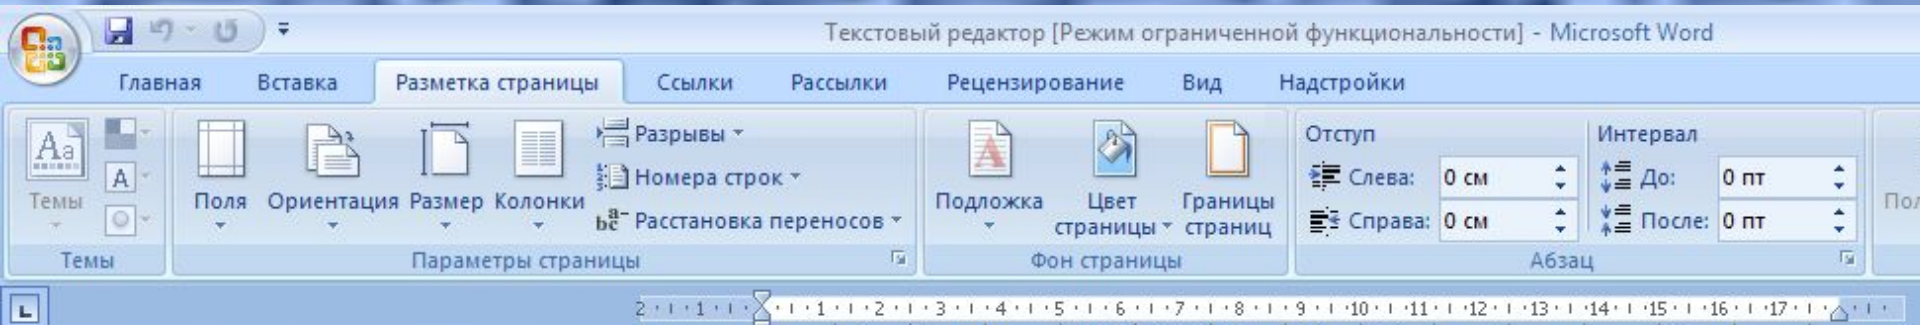 Текстовый редактор [Режим ограниченной функциональности] - Microsoft Word
Главная Вставка Разметка страницы Ссылки Рассылки Рецензирование Вид Надстройки
Aa
Темы
A
Поля
Ориентация
Размер
Колонки
Разрывы
Номера строк
Расстановка переносов
A
Подложка
Цвет страницы
Границы страниц
Отступ
Слева: 0 см
Справа: 0 см
Интервал
До: 0 пт
После: 0 пт
Темы Параметры страницы Фон страницы Абзац
L
2 1 1 2 3 4 5 6 7 8 9 10 11 12 13 14 15 16 17